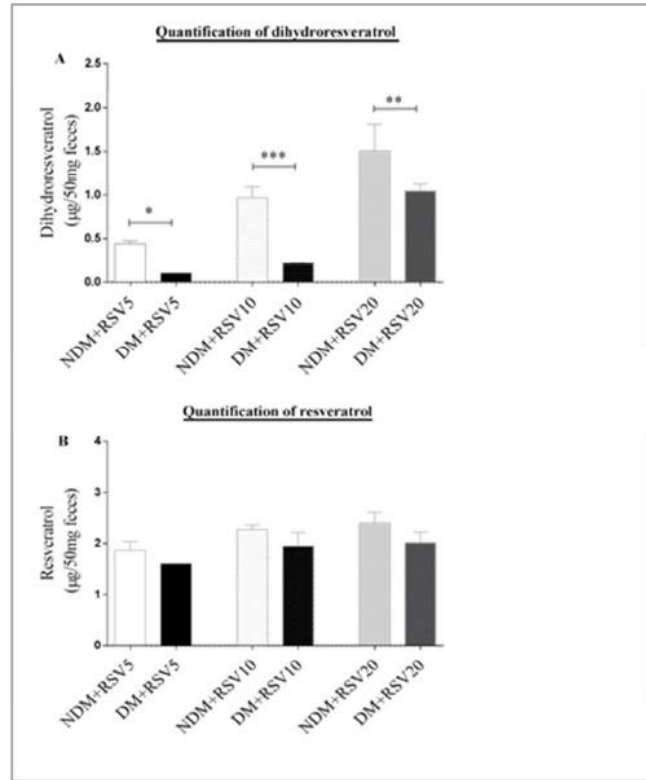 Quantification of dihydroresveratrol
A
Dihydroresveratrol
(µg/50mg feces)
2.5
2.0
1.5
1.0
0.5
0.0
*
***
**
NDM+RSV5
DM+RSV5
NDM+RSV10
DM+RSV10
NDM+RSV20
DM+RSV20
Quantification of resveratrol
B
Resveratrol
(µg/50mg feces)
4
3
2
1
0
NDM+RSV5
DM+RSV5
NDM+RSV10
DM+RSV10
NDM+RSV20
DM+RSV20